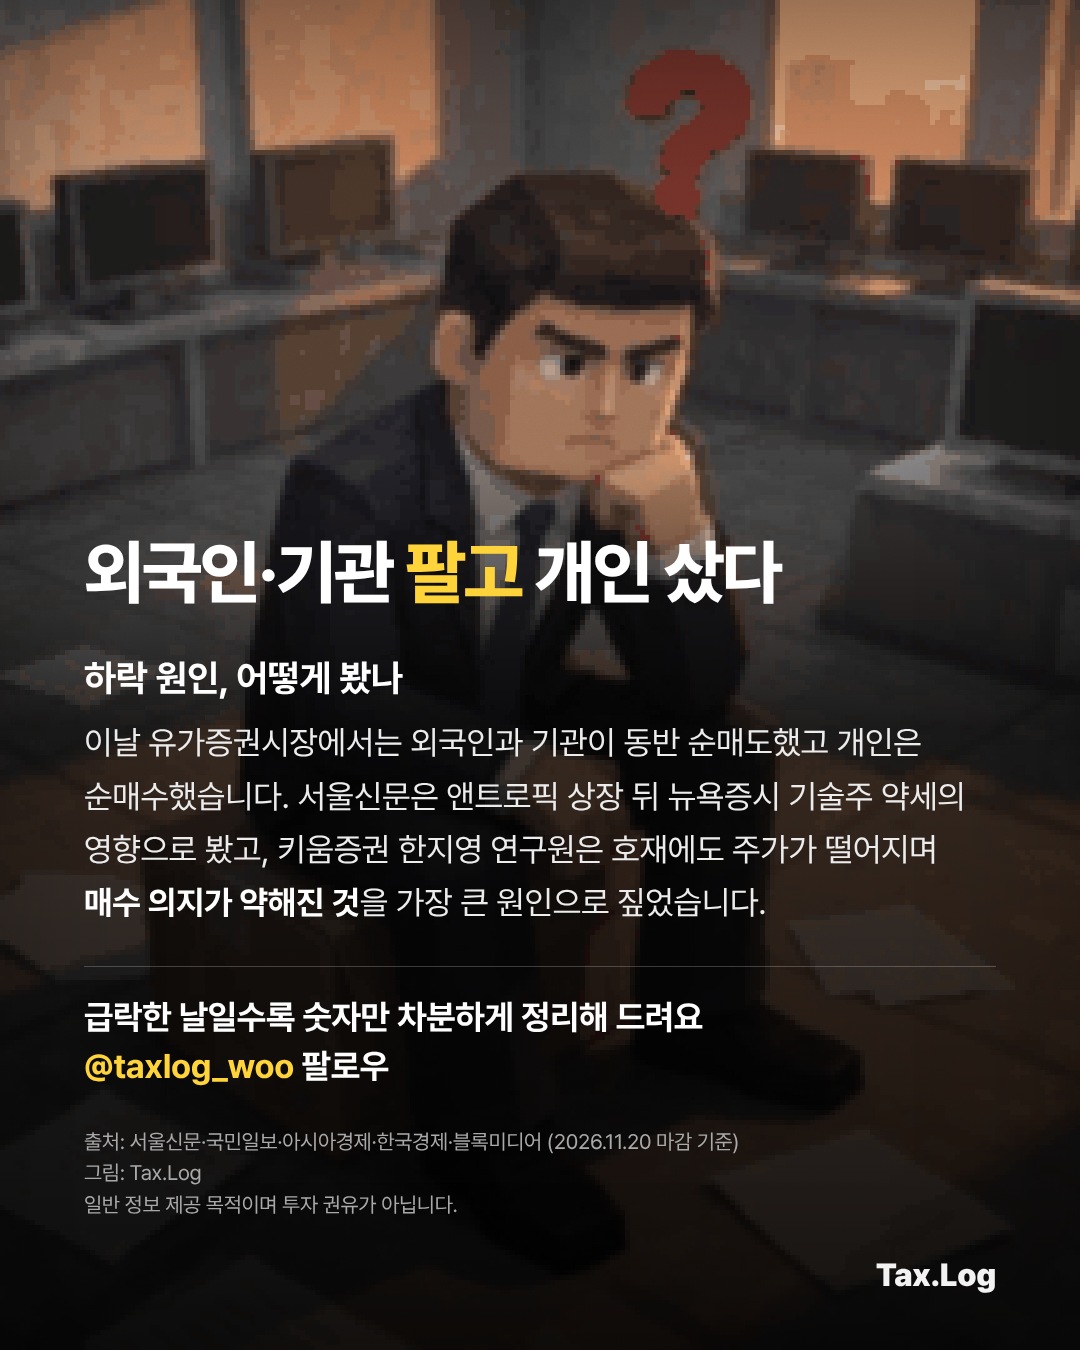 ?
외국인·기관 팔고 개인 샀다
하락 원인, 어떻게 봤나
이날 유가증권시장에서는 외국인과 기관이 동반 순매도했고 개인은
순매수했습니다. 서울신문은 앤트로픽 상장 뒤 뉴욕증시 기술주 약세의
영향으로 봤고, 키움증권 한지영 연구원은 호재에도 주가가 떨어지며
매수 의지가 약해진 것을 가장 큰 원인으로 짚었습니다.
급락한 날일수록 숫자만 차분하게 정리해 드려요
@taxlog_woo 팔로우
출처: 서울신문·국민일보·아시아경제·한국경제·블록미디어 (2026.11.20 마감 기준)
그림: Tax.Log
일반 정보 제공 목적이며 투자 권유가 아닙니다.
Tax.Log